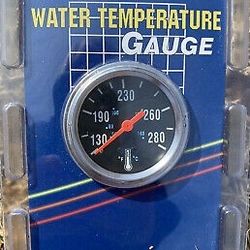 WATER TEMPERATURE
GAUGE
230
190 260
130 280
°F °C